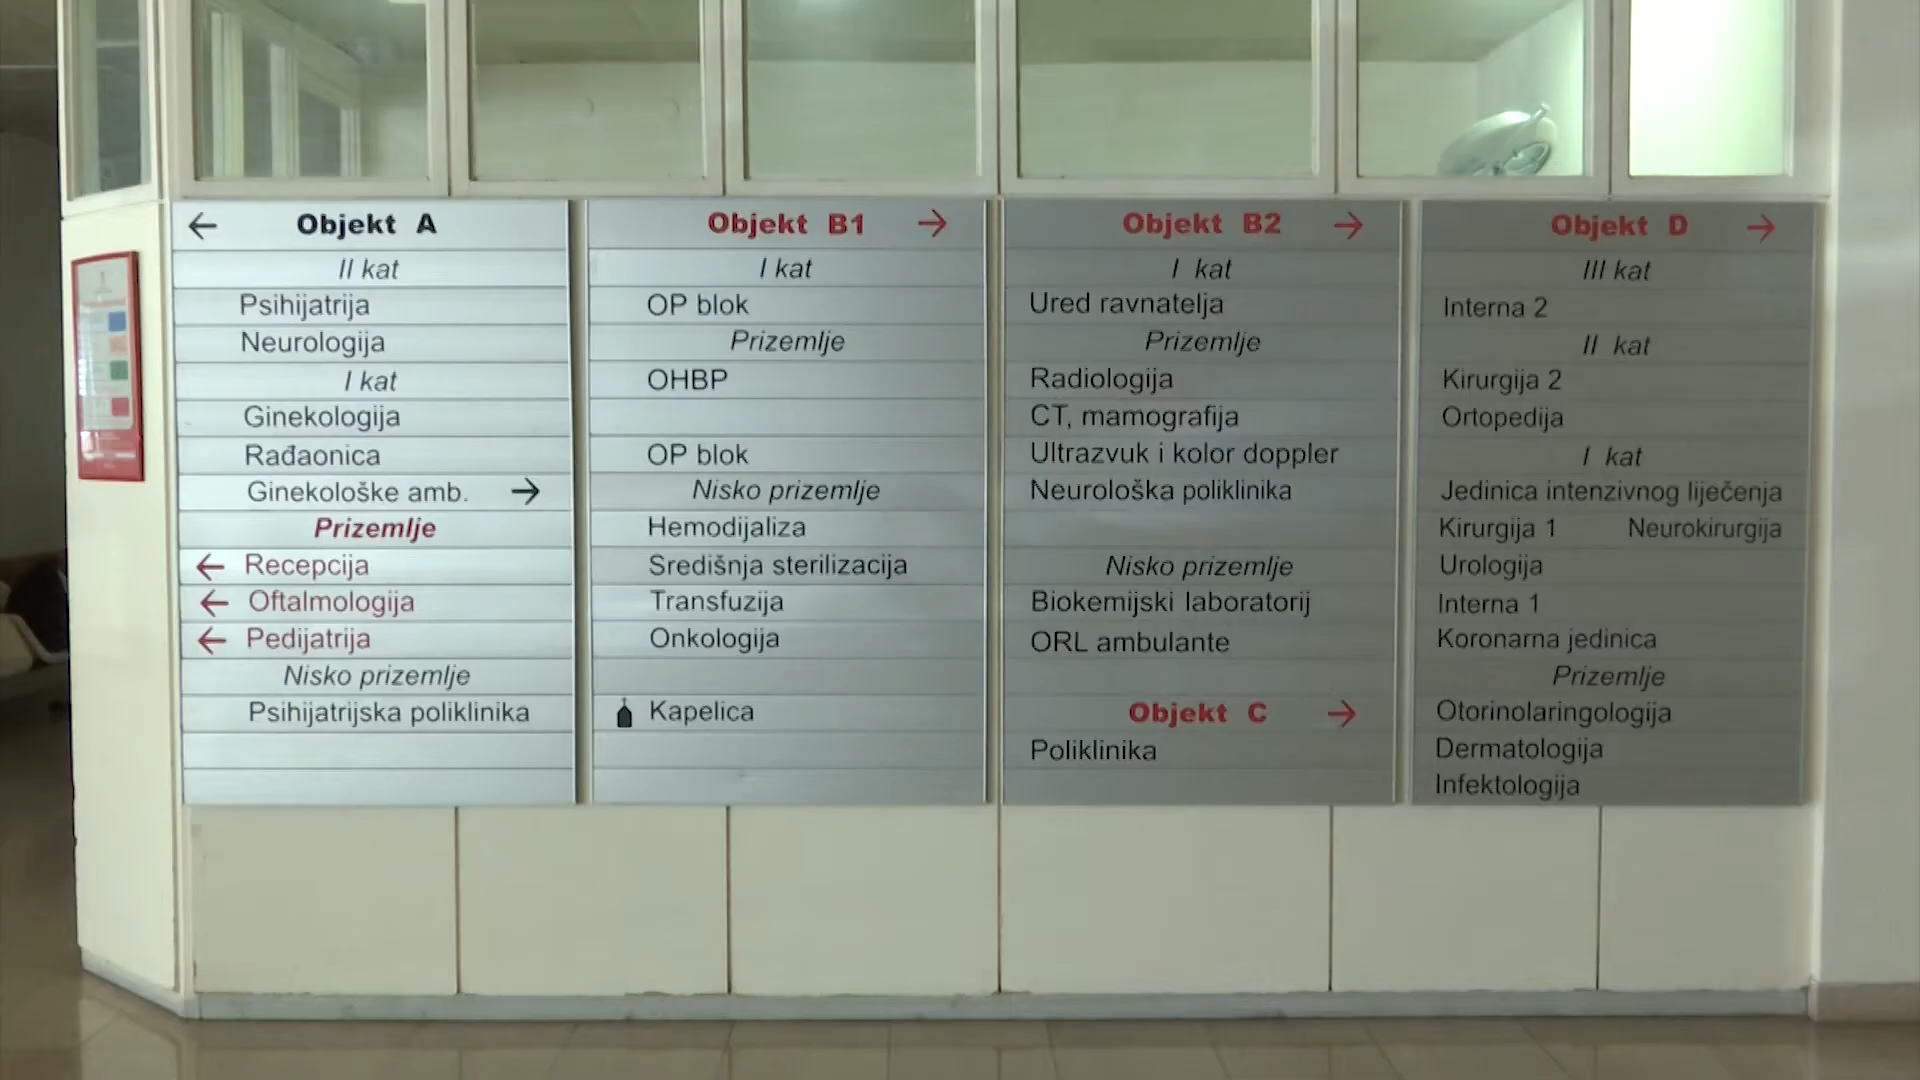 ← Objekt A
II kat
Psihijatrija
Neurologija
I kat
Ginekologija
Rađaonica
Ginekološke amb. →
Prizemlje
← Recepcija
← Oftalmologija
← Pedijatrija
Nisko prizemlje
Psihijatrijska poliklinika
Objekt B1 →
I kat
OP blok
Prizemlje
OHBP
OP blok
Nisko prizemlje
Hemodijaliza
Središnja sterilizacija
Transfuzija
Onkologija
Kapelica
Objekt B2 →
I kat
Ured ravnatelja
Prizemlje
Radiologija
CT, mamografija
Ultrazvuk i kolor doppler
Neurološka poliklinika
Nisko prizemlje
Biokemijski laboratorij
ORL ambulante
Objekt C →
Poliklinika
Objekt D →
III kat
Interna 2
II kat
Kirurgija 2
Ortopedija
I kat
Jedinica intenzivnog liječenja
Kirurgija 1 Neurokirurgija
Urologija
Interna 1
Koronarna jedinica
Prizemlje
Otorinolaringologija
Dermatologija
Infektologija